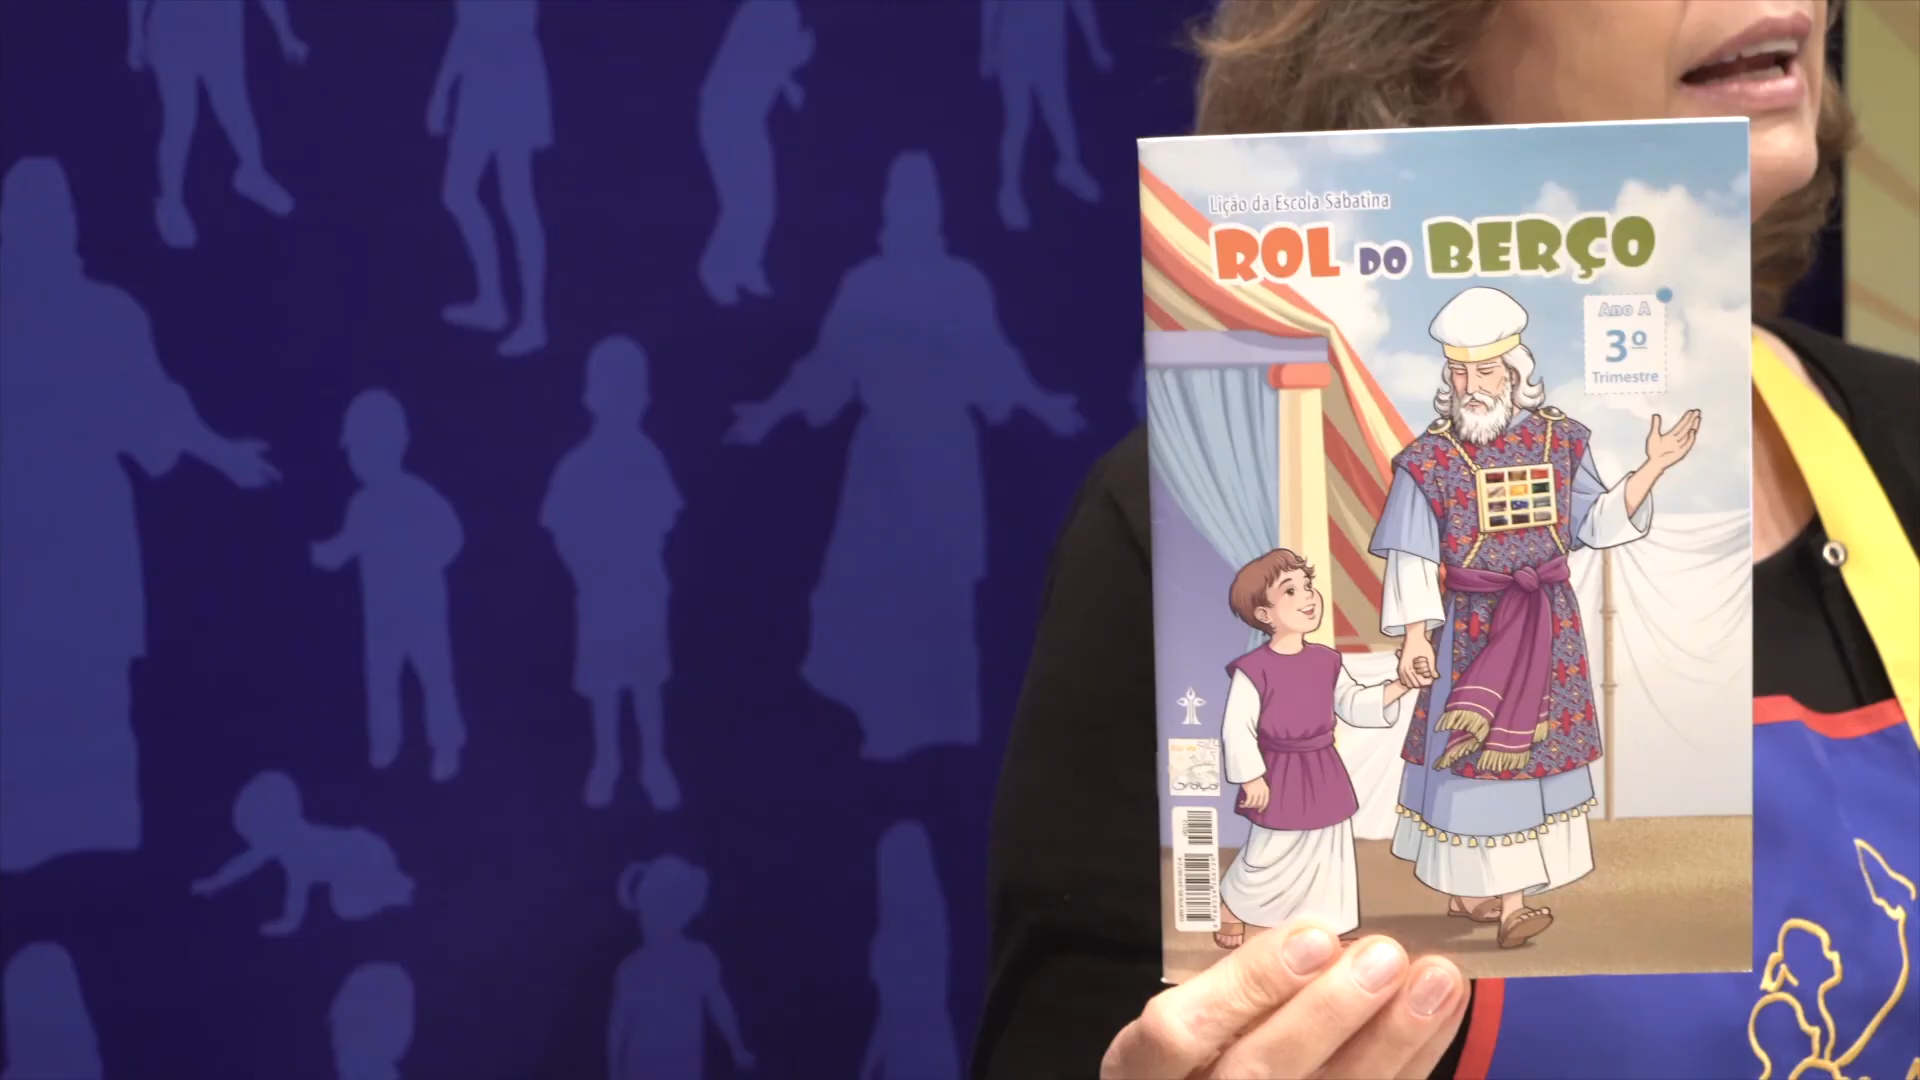 Lição da Escola Sabatina
ROL DO BERÇO
Ano A
3º
Trimestre